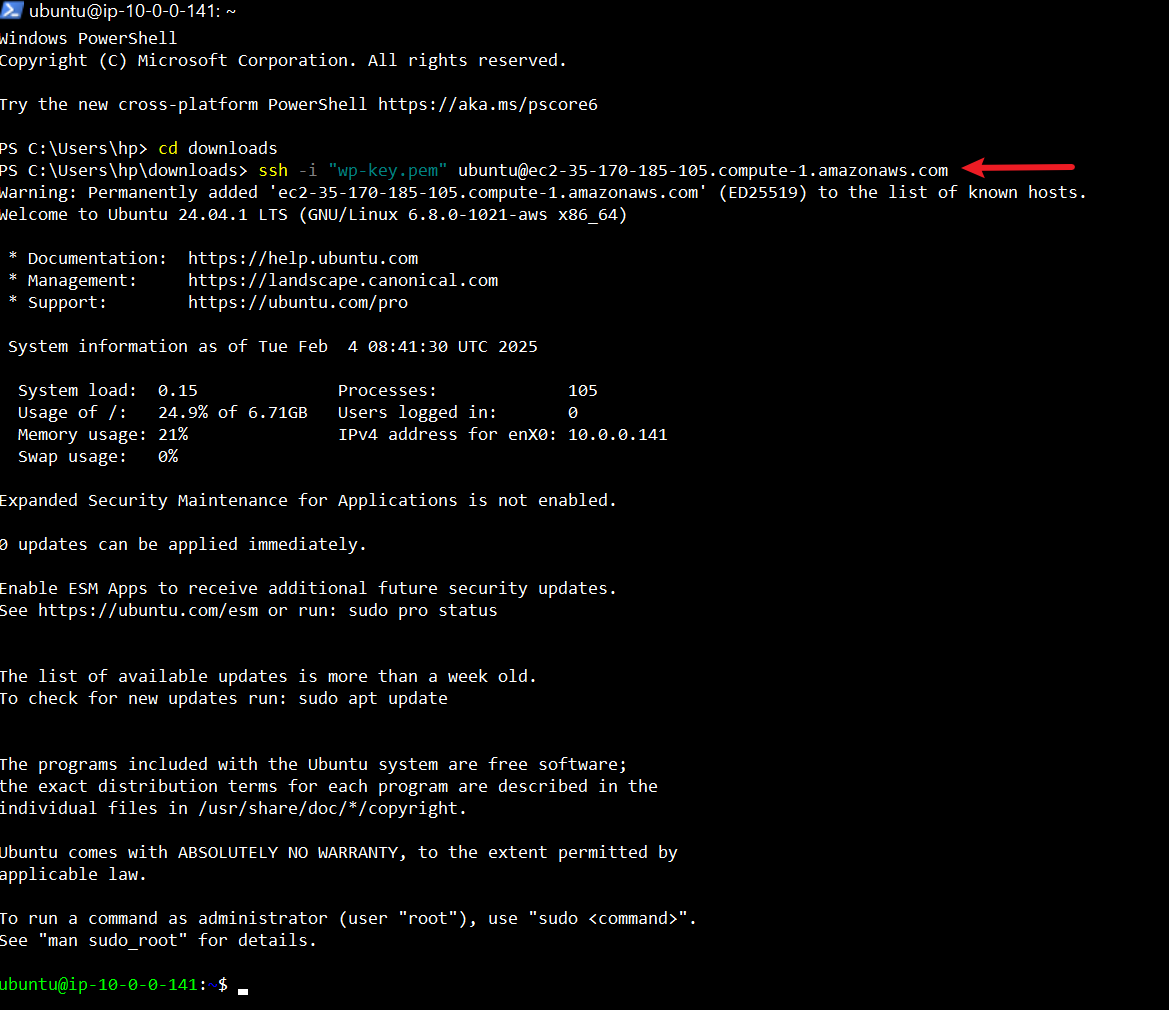 ubuntu@ip-10-0-0-141: ~
Windows PowerShell
Copyright (C) Microsoft Corporation. All rights reserved.
Try the new cross-platform PowerShell https://aka.ms/pscore6
PS C:\Users\hp> cd downloads
PS C:\Users\hp\downloads> ssh -i "wp-key.pem" ubuntu@ec2-35-170-185-105.compute-1.amazonaws.com
Warning: Permanently added 'ec2-35-170-185-105.compute-1.amazonaws.com' (ED25519) to the list of known hosts.
Welcome to Ubuntu 24.04.1 LTS (GNU/Linux 6.8.0-1021-aws x86_64)
* Documentation: https://help.ubuntu.com
* Management: https://landscape.canonical.com
* Support: https://ubuntu.com/pro
System information as of Tue Feb 4 08:41:30 UTC 2025
System load: 0.15 Processes: 105
Usage of /: 24.9% of 6.71GB Users logged in: 0
Memory usage: 21% IPv4 address for enX0: 10.0.0.141
Swap usage: 0%
Expanded Security Maintenance for Applications is not enabled.
0 updates can be applied immediately.
Enable ESM Apps to receive additional future security updates.
See https://ubuntu.com/esm or run: sudo pro status
The list of available updates is more than a week old.
To check for new updates run: sudo apt update
The programs included with the Ubuntu system are free software;
the exact distribution terms for each program are described in the
individual files in /usr/share/doc/*/copyright.
Ubuntu comes with ABSOLUTELY NO WARRANTY, to the extent permitted by
applicable law.
To run a command as administrator (user "root"), use "sudo <command>".
See "man sudo_root" for details.
ubuntu@ip-10-0-0-141:~$